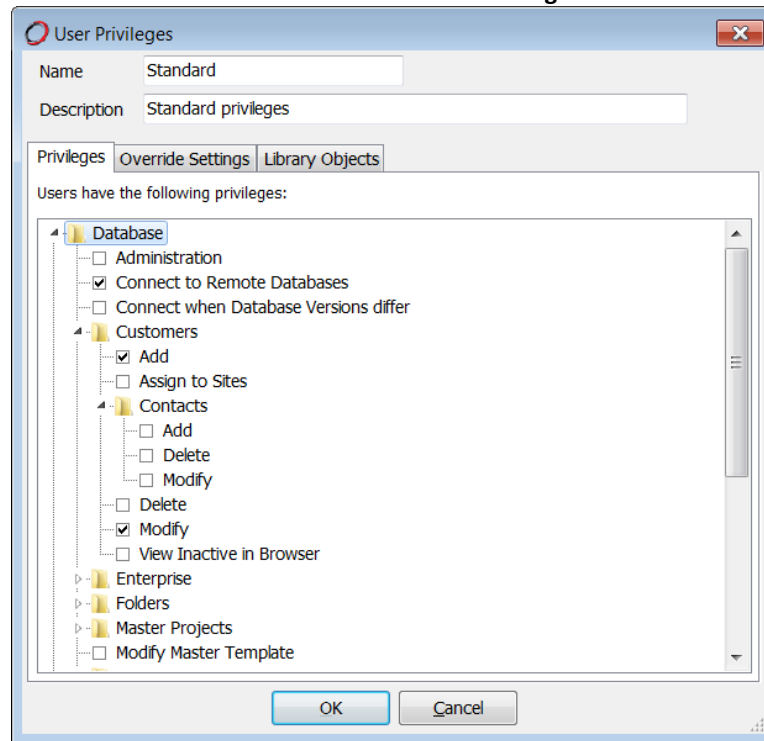 User Privileges
Name Standard
Description Standard privileges
Privileges Override Settings Library Objects
Users have the following privileges:
Database
Administration
Connect to Remote Databases
Connect when Database Versions differ
Customers
Add
Assign to Sites
Contacts
Add
Delete
Modify
Delete
Modify
View Inactive in Browser
Enterprise
Folders
Master Projects
Modify Master Template
OK Cancel